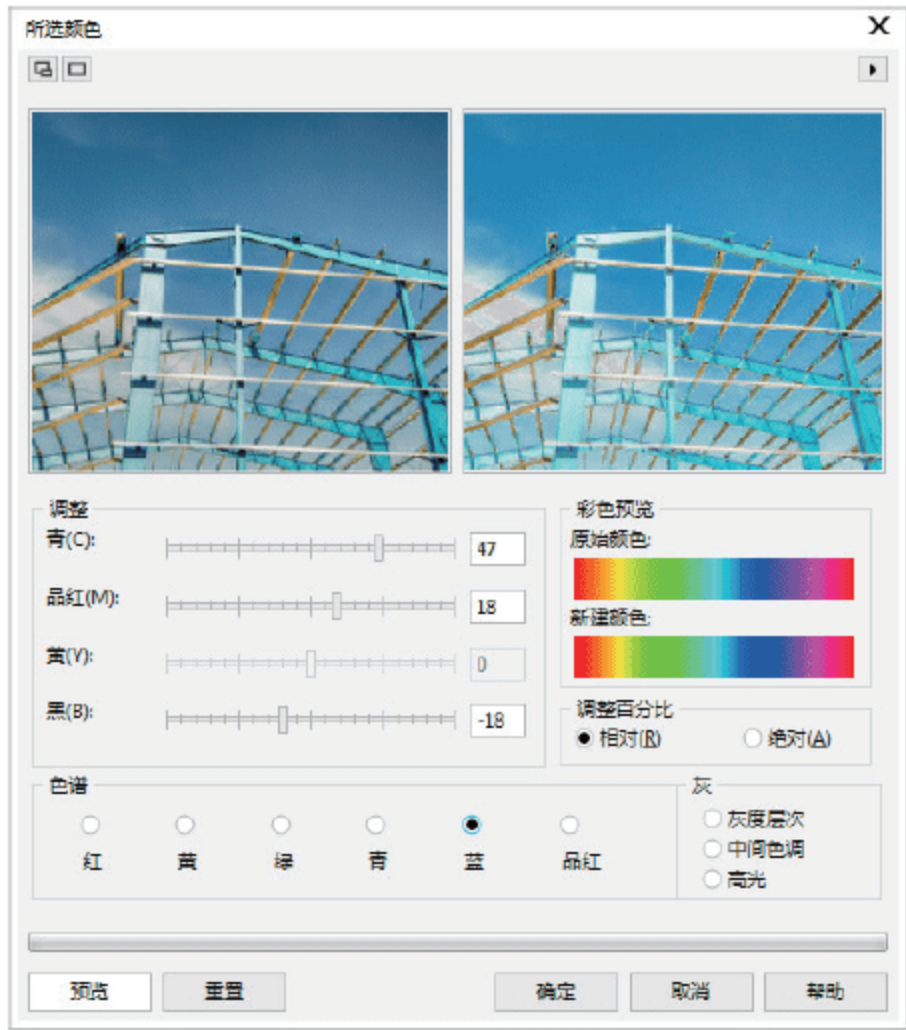 所选颜色
调整
青(C):
47
品红(M):
18
黄(Y):
0
黑(B):
-18
彩色预览
原始颜色:
新建颜色:
调整百分比
相对(R)
绝对(A)
色谱
红
黄
绿
青
蓝
品红
灰
灰度层次
中间色调
高光
预览
重置
确定
取消
帮助